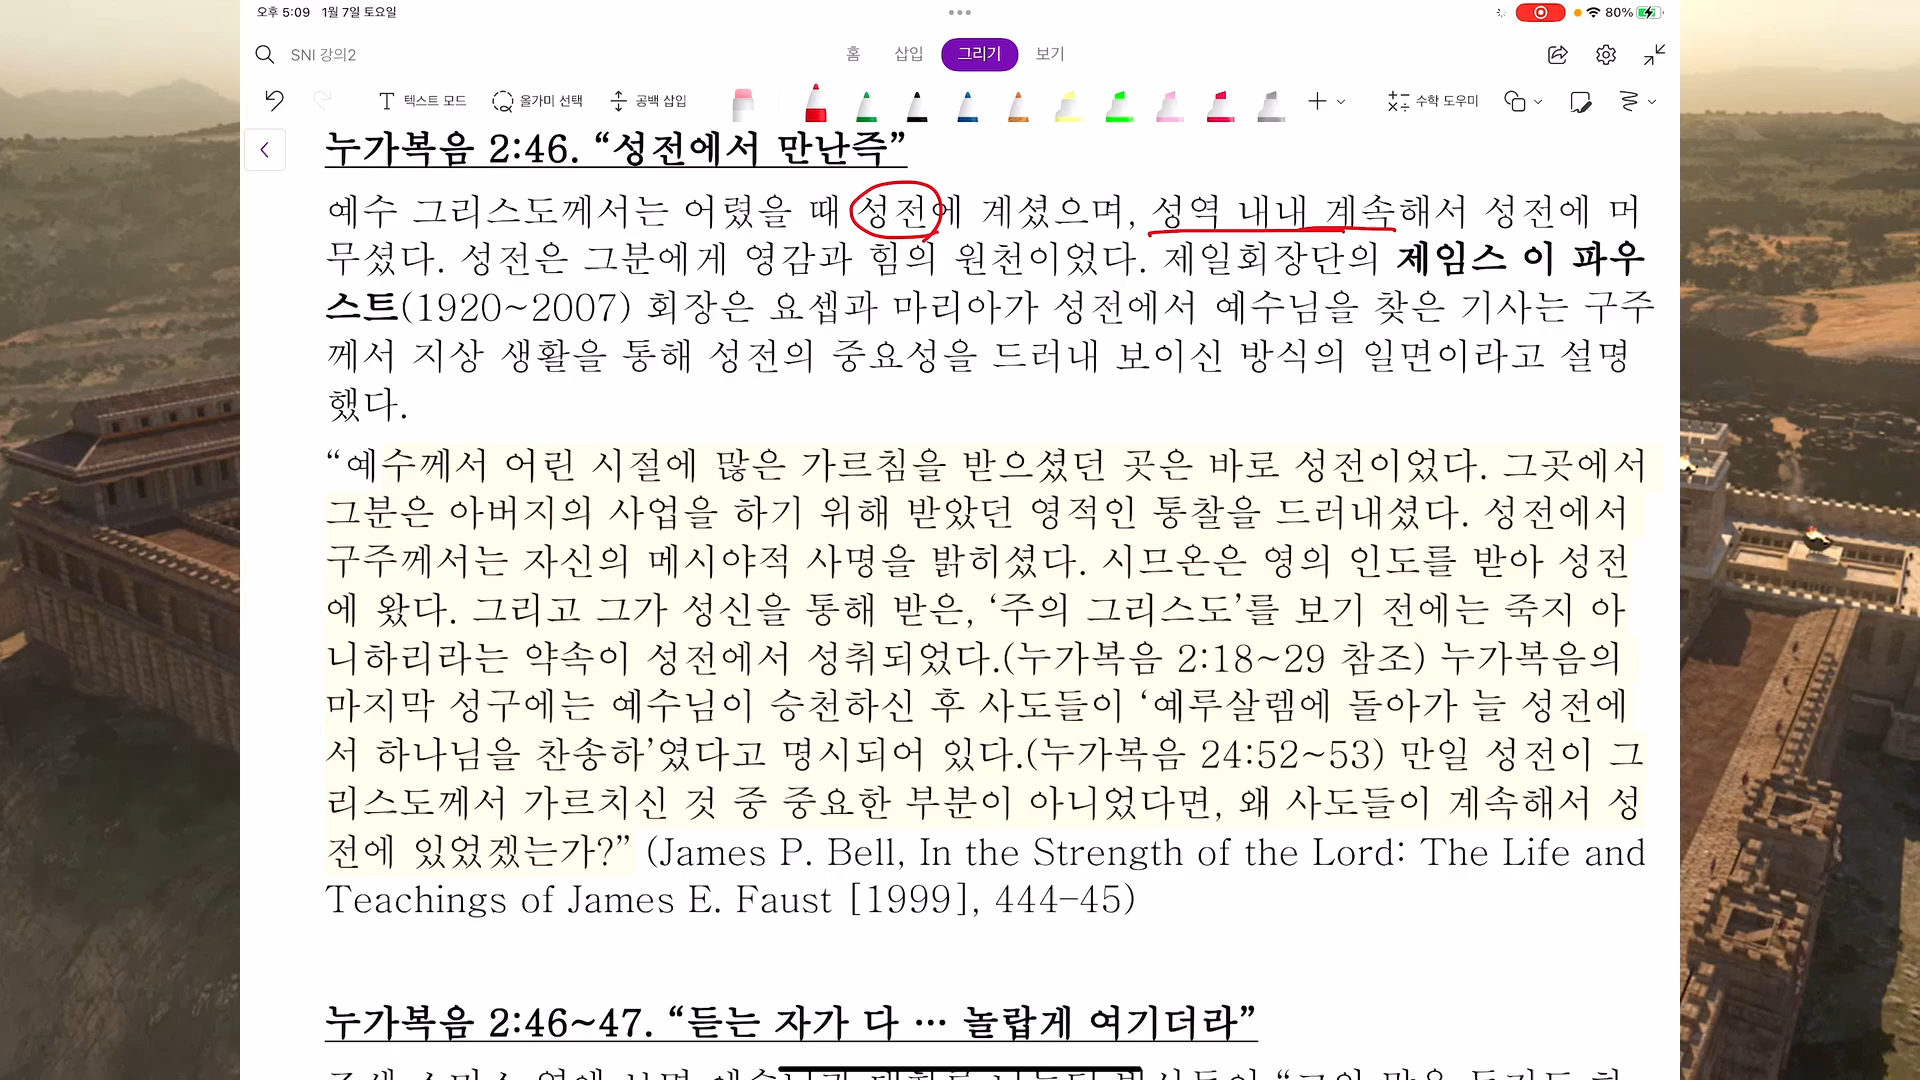 오후 5:09 1월 7일 토요일
80%
SNI 강의2
홈 삽입 그리기 보기
텍스트 모드 올가미 선택 공백 삽입 수학 도우미
누가복음 2:46. “성전에서 만난즉”
예수 그리스도께서는 어렸을 때 성전에 계셨으며, 성역 내내 계속해서 성전에 머
무셨다. 성전은 그분에게 영감과 힘의 원천이었다. 제일회장단의 제임스 이 파우
스트(1920~2007) 회장은 요셉과 마리아가 성전에서 예수님을 찾은 기사는 구주
께서 지상 생활을 통해 성전의 중요성을 드러내 보이신 방식의 일면이라고 설명
했다.
“예수께서 어린 시절에 많은 가르침을 받으셨던 곳은 바로 성전이었다. 그곳에서
그분은 아버지의 사업을 하기 위해 받았던 영적인 통찰을 드러내셨다. 성전에서
구주께서는 자신의 메시야적 사명을 밝히셨다. 시므온은 영의 인도를 받아 성전
에 왔다. 그리고 그가 성신을 통해 받은, ‘주의 그리스도’를 보기 전에는 죽지 아
니하리라는 약속이 성전에서 성취되었다.(누가복음 2:18~29 참조) 누가복음의
마지막 성구에는 예수님이 승천하신 후 사도들이 ‘예루살렘에 돌아가 늘 성전에
서 하나님을 찬송하’였다고 명시되어 있다.(누가복음 24:52~53) 만일 성전이 그
리스도께서 가르치신 것 중 중요한 부분이 아니었다면, 왜 사도들이 계속해서 성
전에 있었겠는가?” (James P. Bell, In the Strength of the Lord: The Life and
Teachings of James E. Faust [1999], 444–45)
누가복음 2:46~47. “듣는 자가 다 … 놀랍게 여기더라”